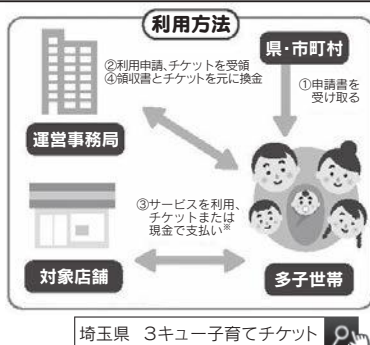 利用方法
②利用申請、チケットを受領
④領収書とチケットを元に換金
県・市町村
①申請書を
受け取る
運営事務局
③サービスを利用、
チケットまたは
現金で支払い※
対象店舗
多子世帯
埼玉県 3キュー子育てチケット